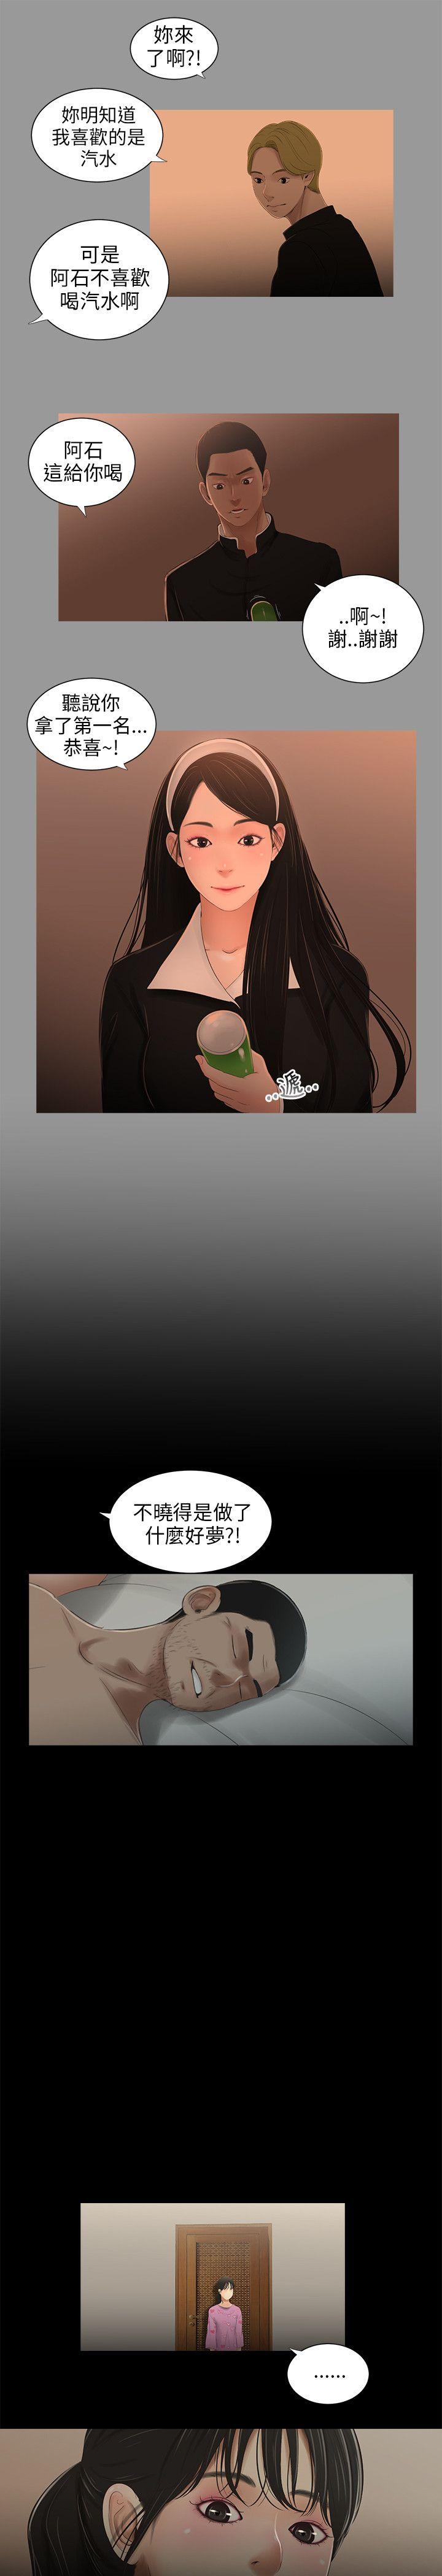 妳來
了啊?!
妳明知道
我喜歡的是
汽水
可是
阿石不喜歡
喝汽水啊
阿石
這給你喝
..啊~!
謝..謝謝
聽說你
拿了第一名...
恭喜~!
..遞..
不曉得是做了
什麼好夢?!
......